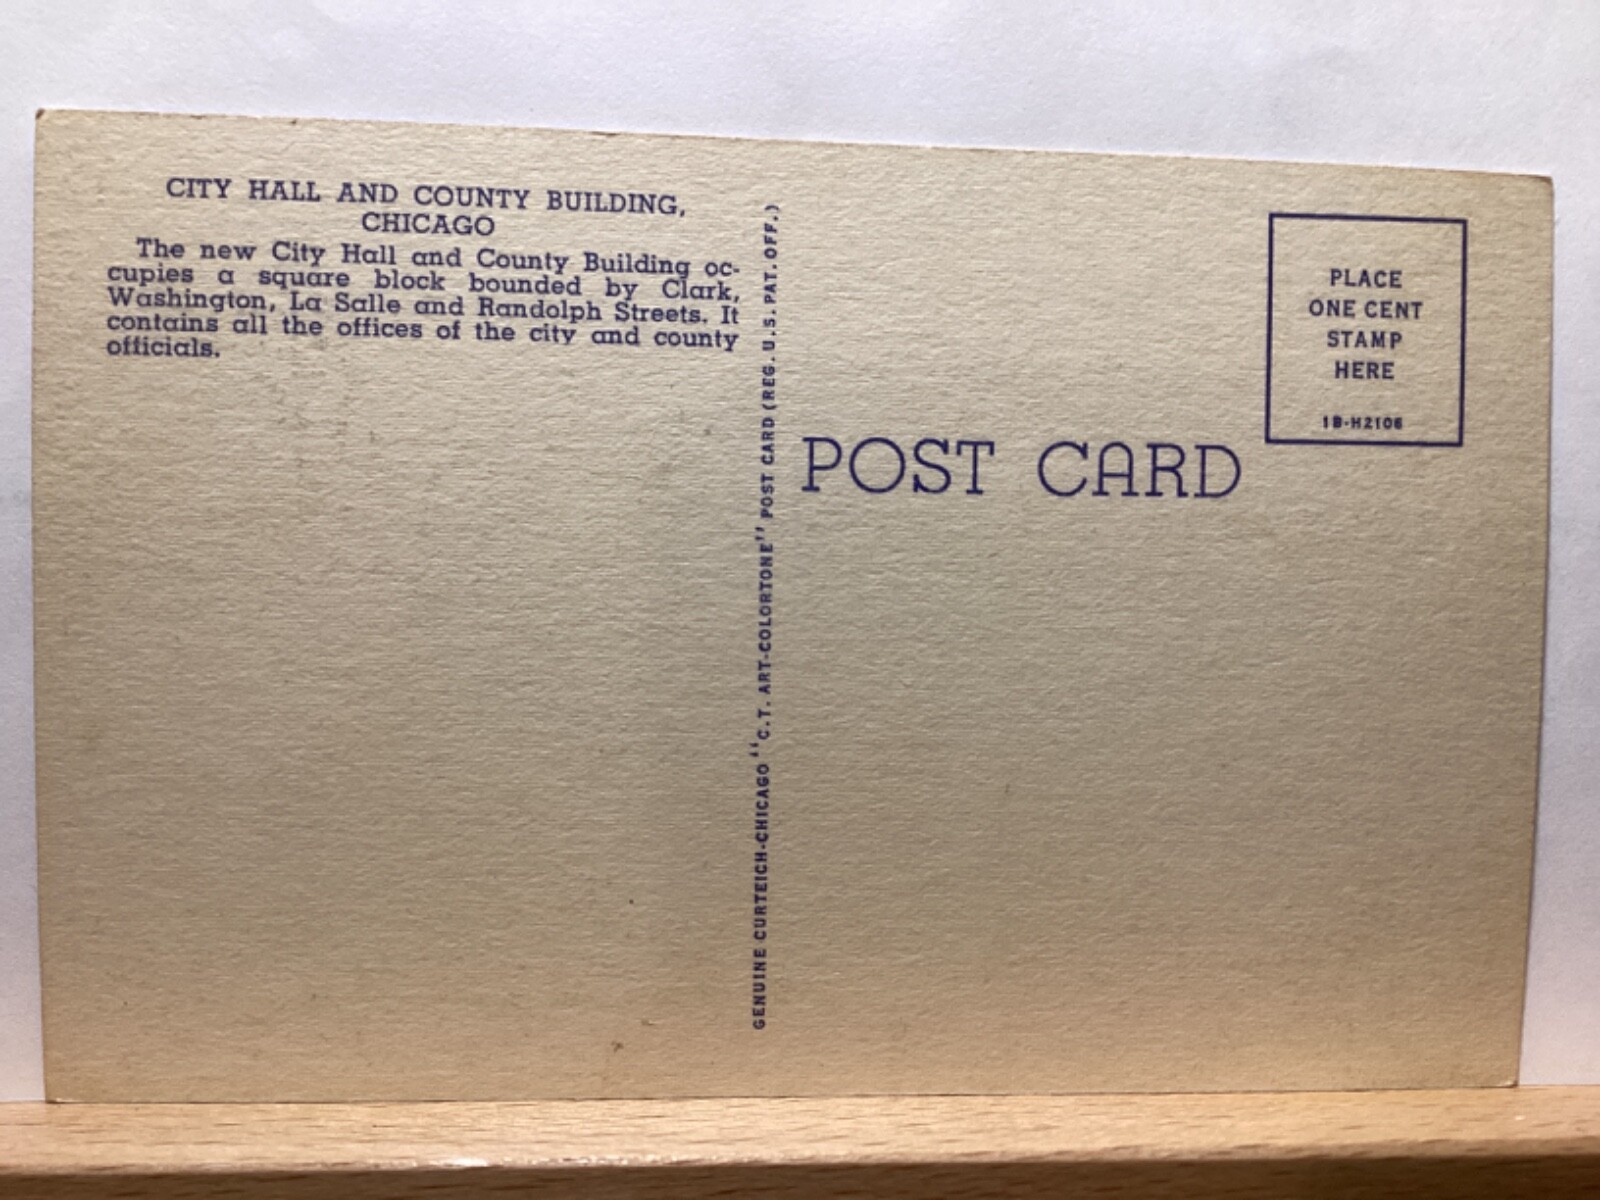 CITY HALL AND COUNTY BUILDING,
CHICAGO
The new City Hall and County Building oc-
cupies a square block bounded by Clark,
Washington, La Salle and Randolph Streets. It
contains all the offices of the city and county
officials.
GENUINE CURTEICH-CHICAGO "C.T. ART-COLORTONE" POST CARD (REG. U.S. PAT. OFF.)
POST CARD
PLACE
ONE CENT
STAMP
HERE
1B-H2106